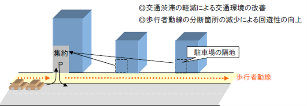 ◎交通渋滞の軽減による交通環境の改善
◎歩行者動線の分断箇所の減少による回遊性の向上
集約
P
駐車場の隔地
歩行者動線